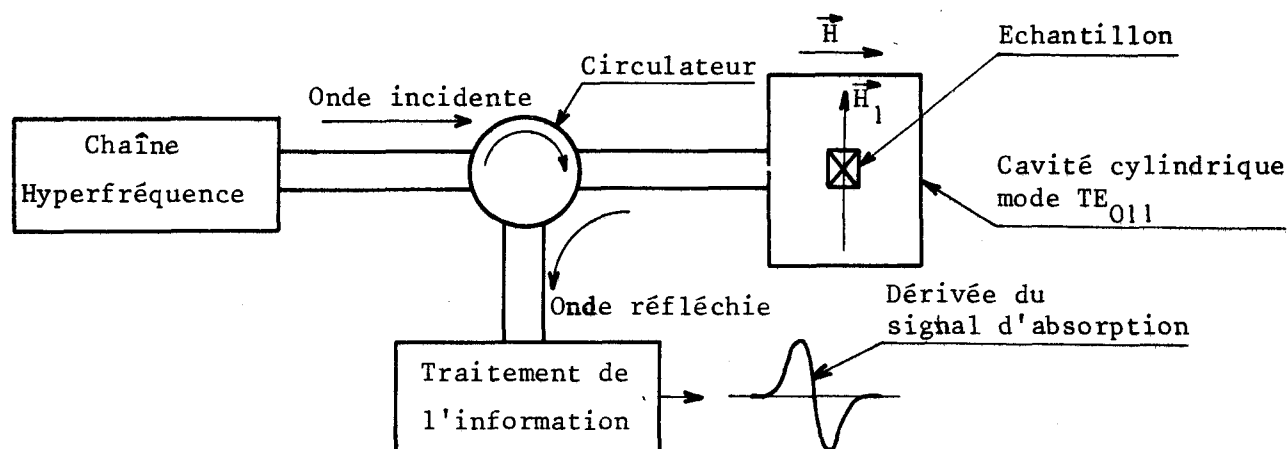 H
Echantillon
Circulateur
Onde incidente
H1
Chaîne
Hyperfréquence
Cavité cylindrique
mode TE011
Onde réfléchie
Dérivée du
signal d'absorption
Traitement de
l'information